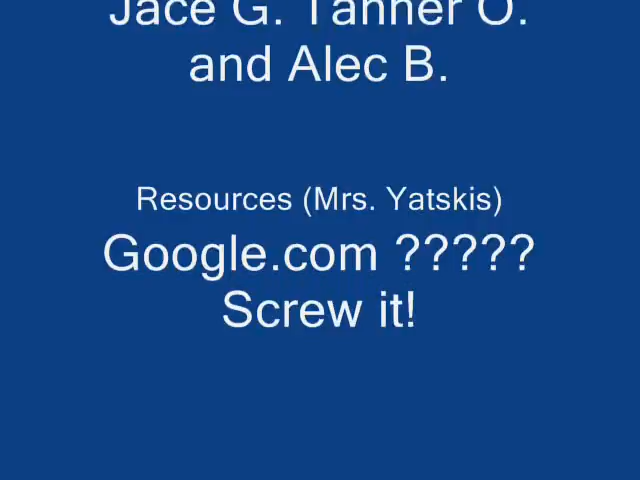 Jace G. Tanner O.
and Alec B.
Resources (Mrs. Yatskis)
Google.com ?????
Screw it!